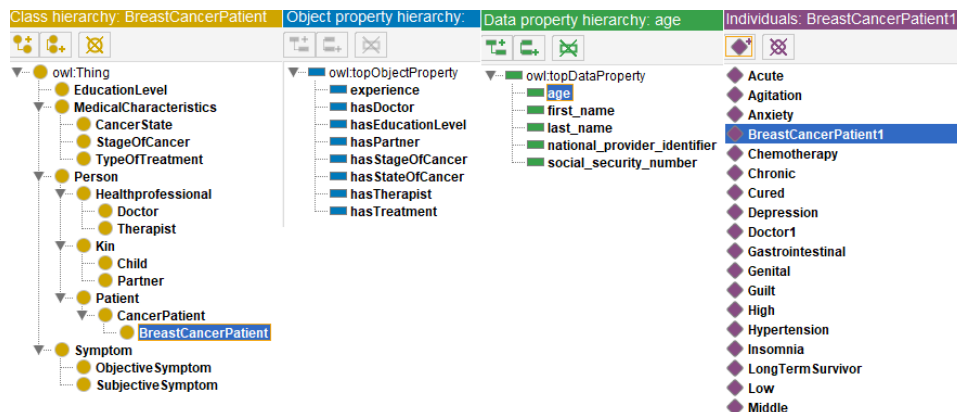 Class hierarchy: BreastCancerPatient
owl:Thing
EducationLevel
MedicalCharacteristics
CancerState
StageOfCancer
TypeOfTreatment
Person
Healthprofessional
Doctor
Therapist
Kin
Child
Partner
Patient
CancerPatient
BreastCancerPatient
Symptom
ObjectiveSymptom
SubjectiveSymptom
Object property hierarchy:
owl:topObjectProperty
experience
hasDoctor
hasEducationLevel
hasPartner
hasStageOfCancer
hasStateOfCancer
hasTherapist
hasTreatment
Data property hierarchy: age
owl:topDataProperty
age
first_name
last_name
national_provider_identifier
social_security_number
Individuals: BreastCancerPatient1
Acute
Agitation
Anxiety
BreastCancerPatient1
Chemotherapy
Chronic
Cured
Depression
Doctor1
Gastrointestinal
Genital
Guilt
High
Hypertension
Insomnia
LongTermSurvivor
Low
Middle